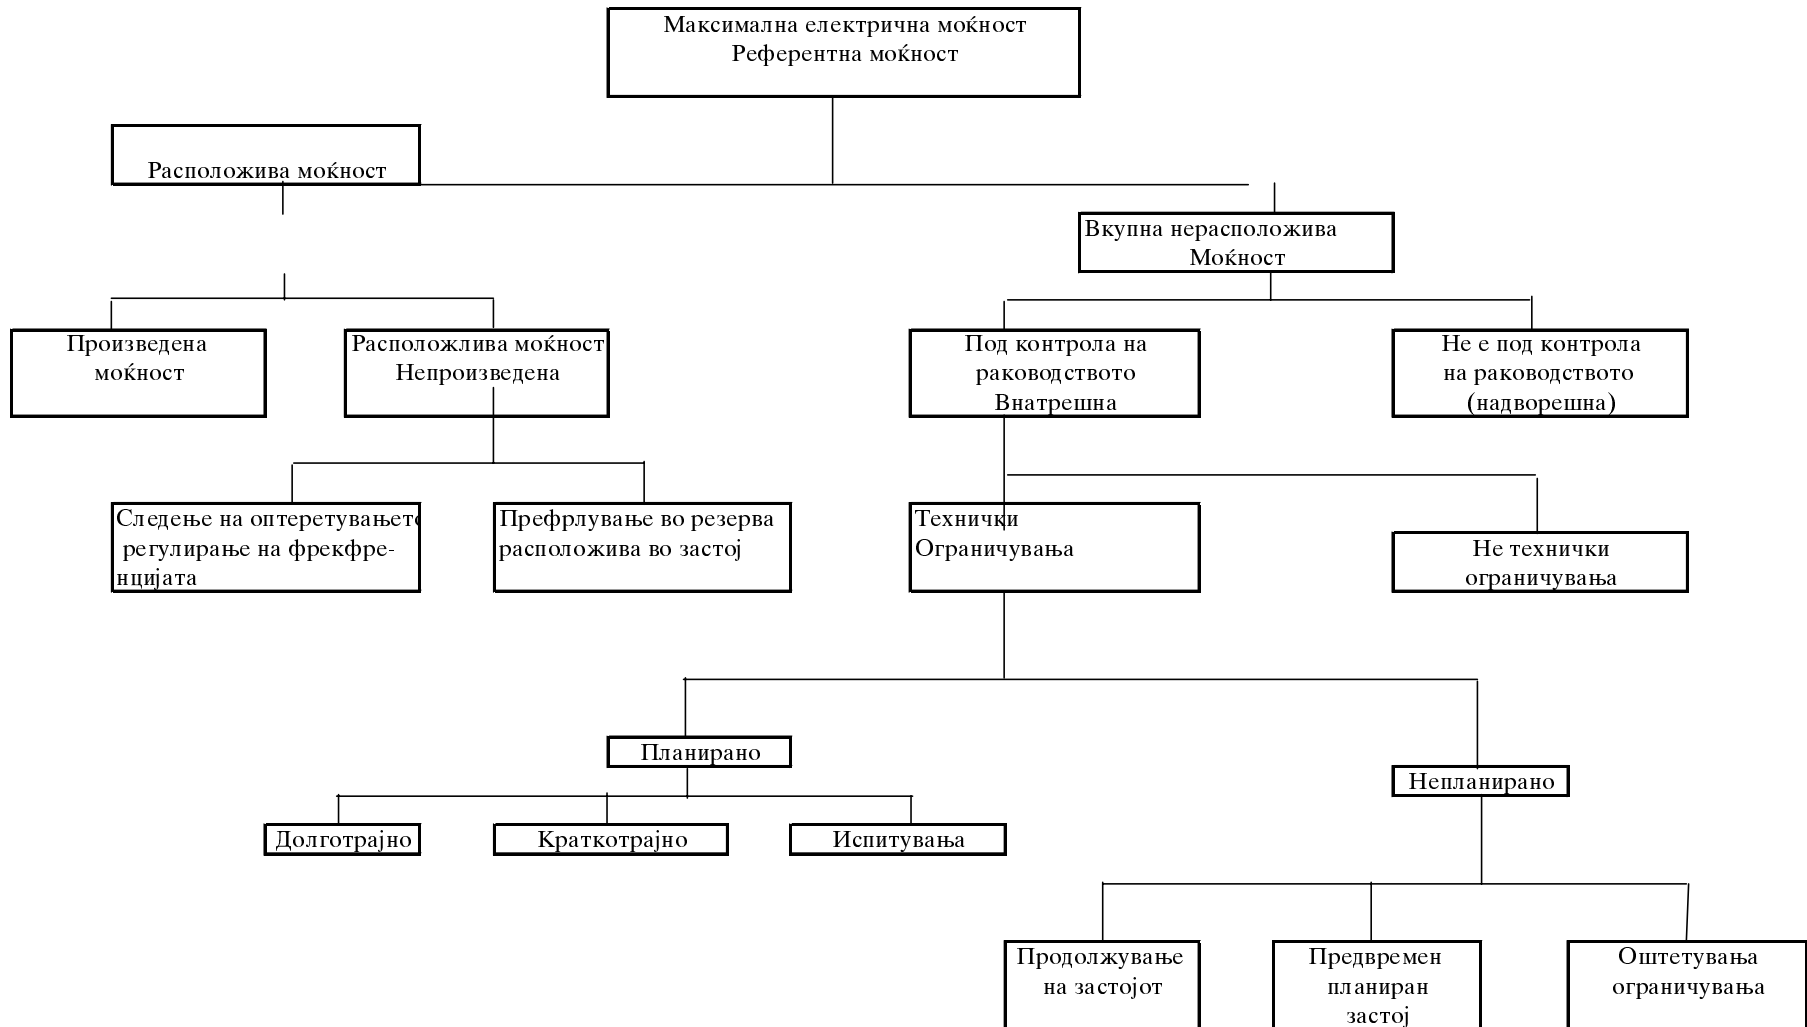 Максимална електрична моќност
Референтна моќност
Расположива моќност
Вкупна нерасположива
Моќност
Произведена
моќност
Расположлива моќност
Непроизведена
Под контрола на
раководството
Внатрешна
Не е под контрола
на раководството
(надворешна)
Следење на оптеретувањето
регулирање на фрекфре-
нцијата
Префрлување во резерва
расположива во застој
Технички
Ограничувања
Не технички
ограничувања
Планирано
Непланирано
Долготрајно
Краткотрајно
Испитувања
Продолжување
на застојот
Предвремен
планиран
застој
Оштетувања
ограничувања